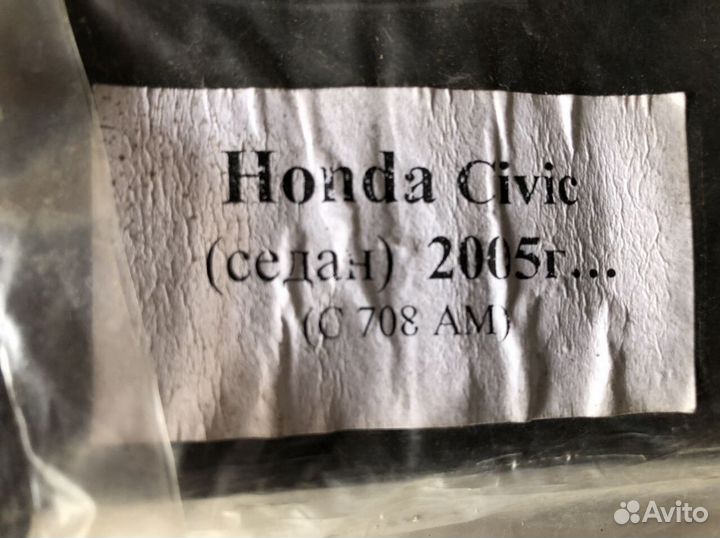 Honda Civic
(седан) 2005г...
(С 708 АМ)
Avito